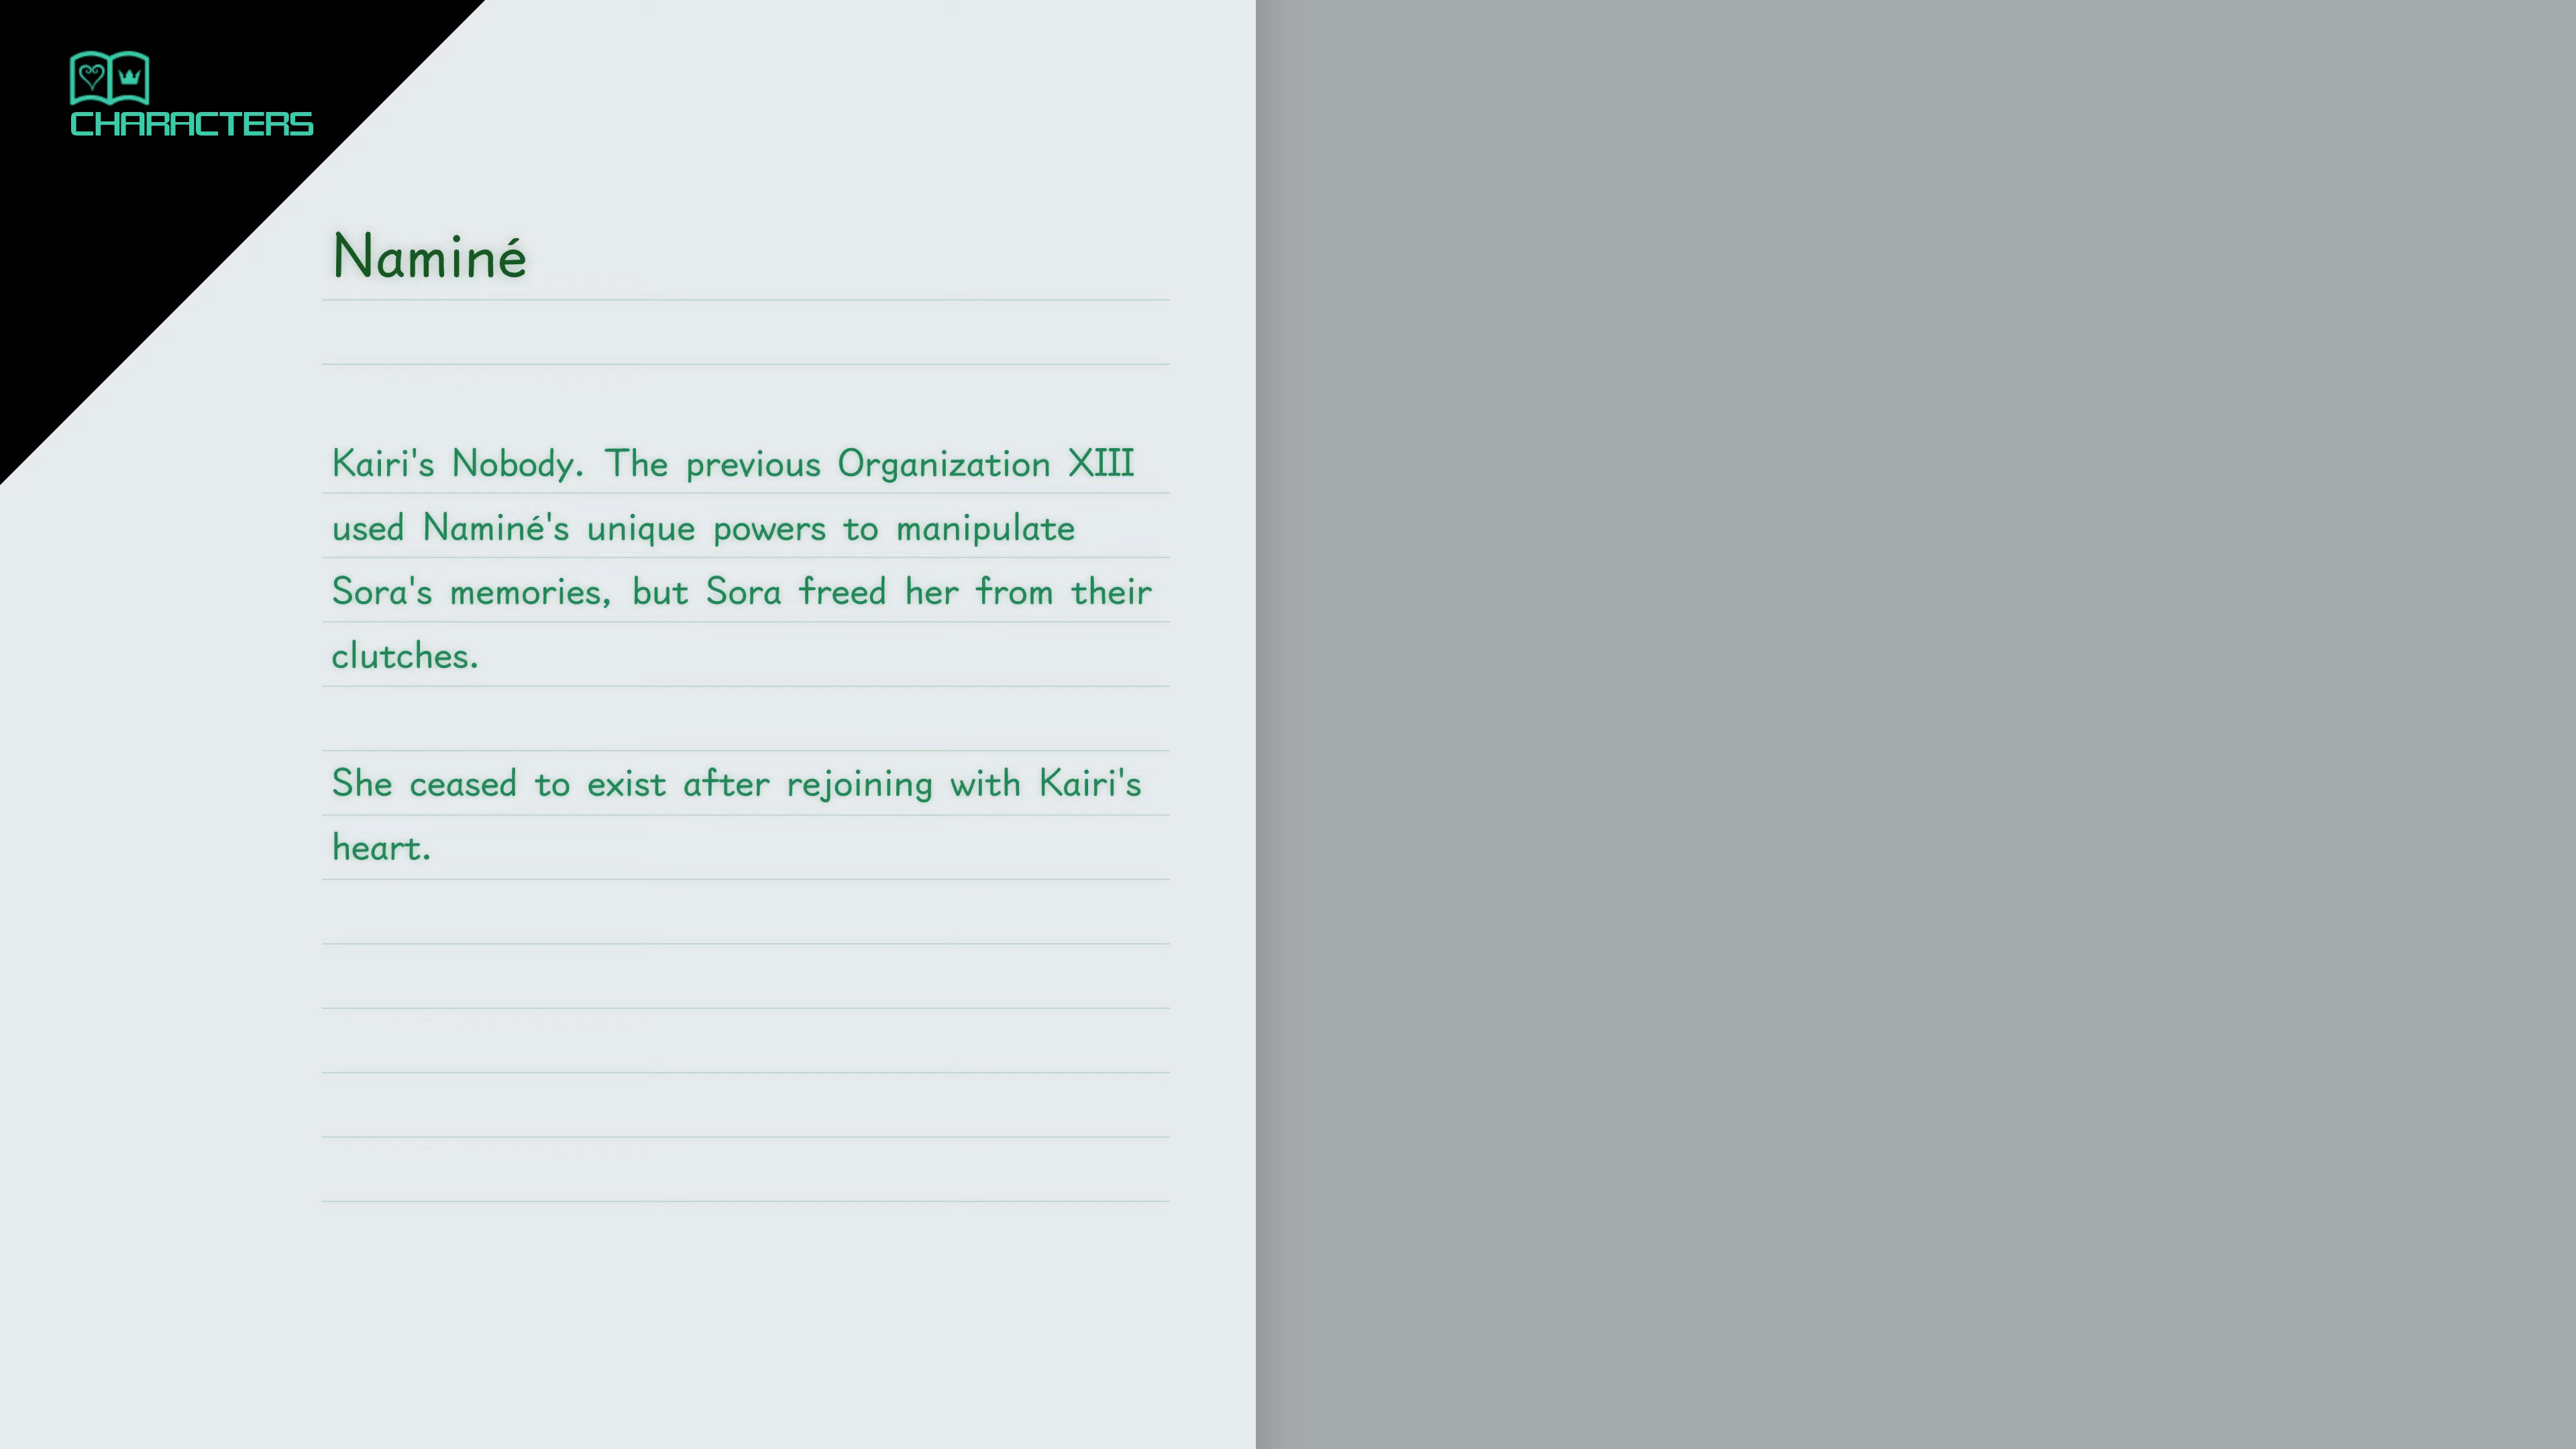 CHARACTERS
Naminé
Kairi's Nobody. The previous Organization XIII
used Naminé's unique powers to manipulate
Sora's memories, but Sora freed her from their
clutches.
She ceased to exist after rejoining with Kairi's
heart.